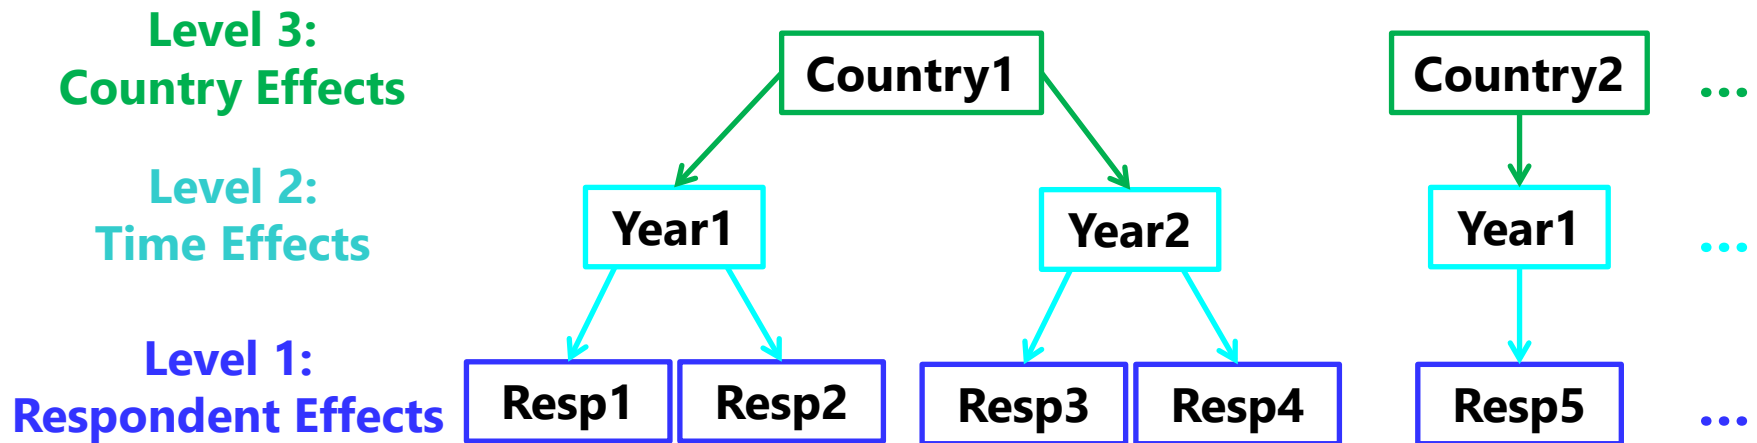 Level 3:
Country Effects
Country1
Country2
...
Level 2:
Time Effects
Year1
Year2
Year1
...
Level 1:
Respondent Effects
Resp1
Resp2
Resp3
Resp4
Resp5
...